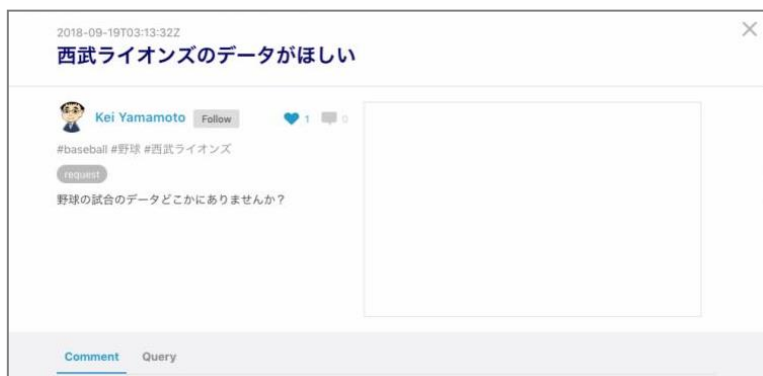 2018-09-19T03:13:32Z
西武ライオンズのデータがほしい
Kei Yamamoto Follow 1 0
#baseball #野球 #西武ライオンズ
request
野球の試合のデータどこかにありませんか？
Comment Query